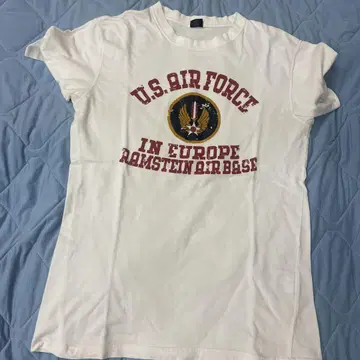 U.S. AIR FORCE
IN EUROPE
RAMSTEIN AIR BASE